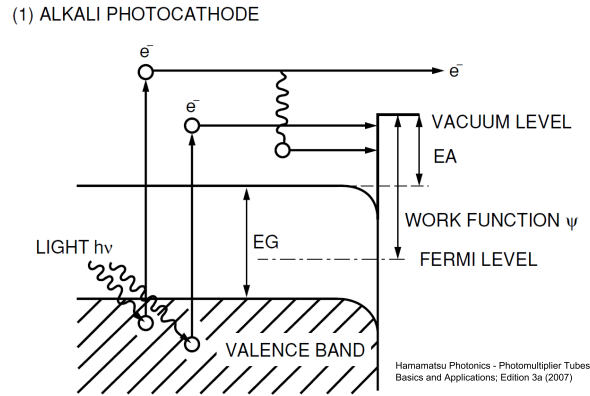 (1) ALKALI PHOTOCATHODE
e⁻
e⁻
e⁻
VACUUM LEVEL
EA
WORK FUNCTION ψ
LIGHT hν
EG
FERMI LEVEL
VALENCE BAND
Hamamatsu Photonics - Photomultiplier Tubes
Basics and Applications; Edition 3a (2007)